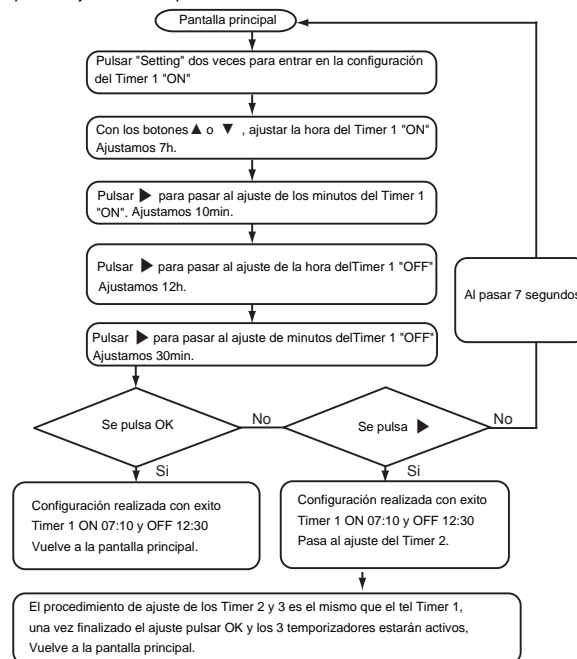 Pantalla principal
Pulsar "Setting" dos veces para entrar en la configuración
del Timer 1 "ON"
Con los botones ▲ o ▼ , ajustar la hora del Timer 1 "ON"
Ajustamos 7h.
Pulsar ▶ para pasar al ajuste de los minutos del Timer 1
"ON". Ajustamos 10min.
Pulsar ▶ para pasar al ajuste de la hora delTimer 1 "OFF"
Ajustamos 12h.
Al pasar 7 segundos
Pulsar ▶ para pasar al ajuste de minutos delTimer 1 "OFF"
Ajustamos 30min.
Se pulsa OK
No
Se pulsa ▶
No
Si
Si
Configuración realizada con exito
Timer 1 ON 07:10 y OFF 12:30
Vuelve a la pantalla principal.
Configuración realizada con exito
Timer 1 ON 07:10 y OFF 12:30
Pasa al ajuste del Timer 2.
El procedimiento de ajuste de los Timer 2 y 3 es el mismo que el tel Timer 1,
una vez finalizado el ajuste pulsar OK y los 3 temporizadores estarán activos,
Vuelve a la pantalla principal.